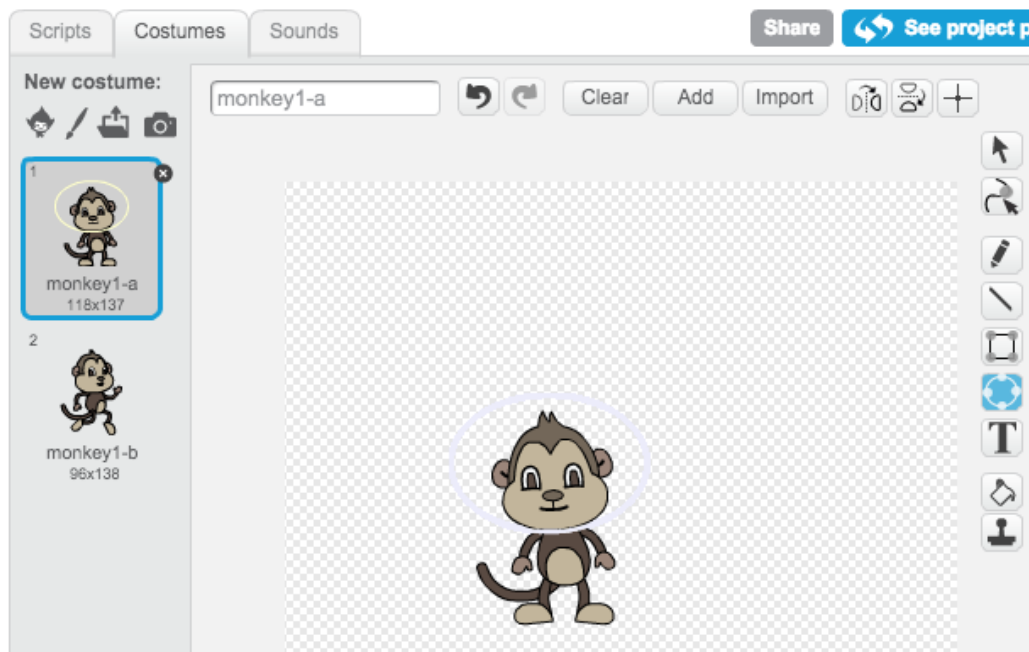 Scripts
Costumes
Sounds
Share
See project p
New costume:
monkey1-a
Clear
Add
Import
1
monkey1-a
118x137
2
monkey1-b
96x138
T